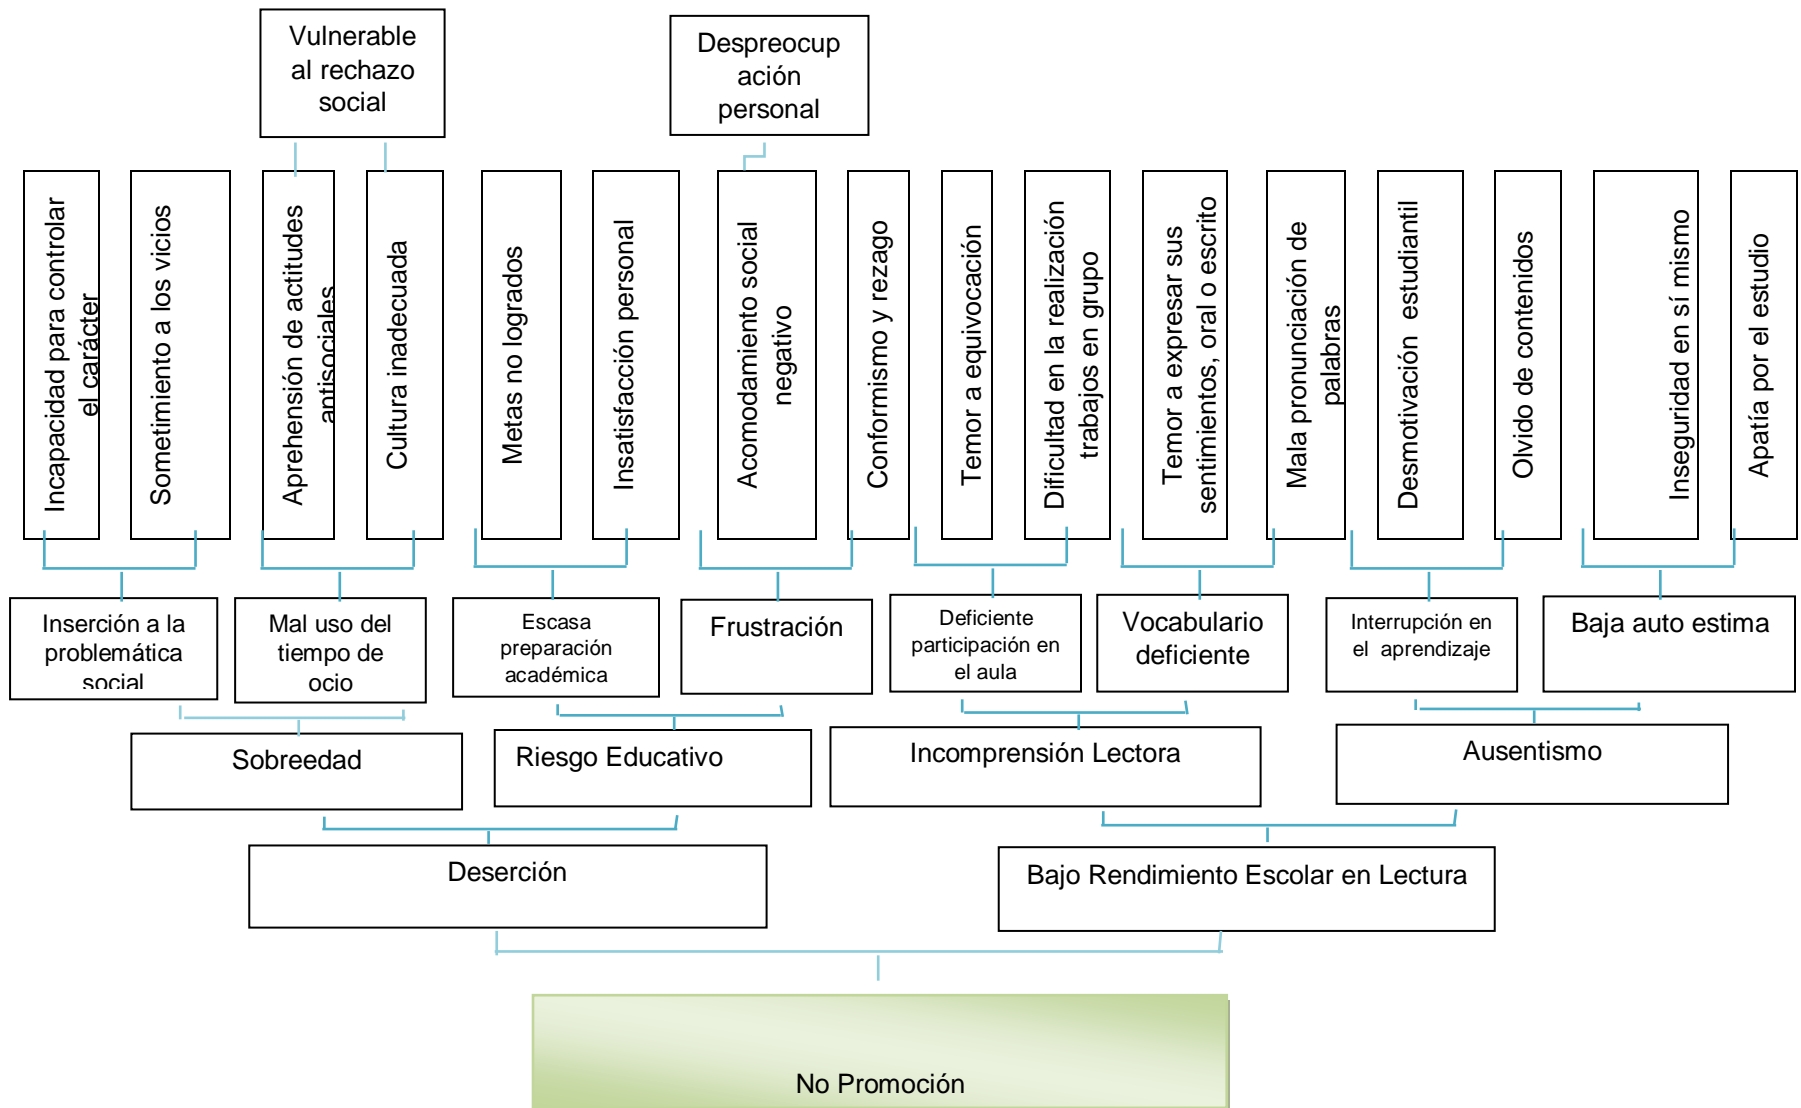 Vulnerable
al rechazo
social
Despreocup
ación
personal
Incapacidad para controlar
el carácter
Sometimiento a los vicios
Aprehensión de actitudes
antisociales
Cultura inadecuada
Metas no logrados
Insatisfacción personal
Acomodamiento social
negativo
Conformismo y rezago
Temor a equivocación
Dificultad en la realización
trabajos en grupo
Temor a expresar sus
sentimientos, oral o escrito
Mala pronunciación de
palabras
Desmotivación estudiantil
Olvido de contenidos
Inseguridad en sí mismo
Apatía por el estudio
Inserción a la
problemática
social
Mal uso del
tiempo de
ocio
Escasa
preparación
académica
Frustración
Deficiente
participación en
el aula
Vocabulario
deficiente
Interrupción en
el aprendizaje
Baja auto estima
Sobreedad
Riesgo Educativo
Incomprensión Lectora
Ausentismo
Deserción
Bajo Rendimiento Escolar en Lectura
No Promoción